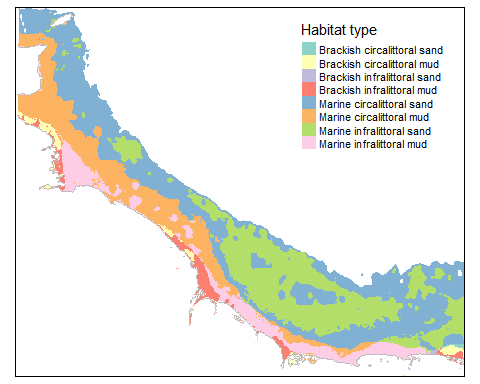 Habitat type
Brackish circalittoral sand
Brackish circalittoral mud
Brackish infralittoral sand
Brackish infralittoral mud
Marine circalittoral sand
Marine circalittoral mud
Marine infralittoral sand
Marine infralittoral mud